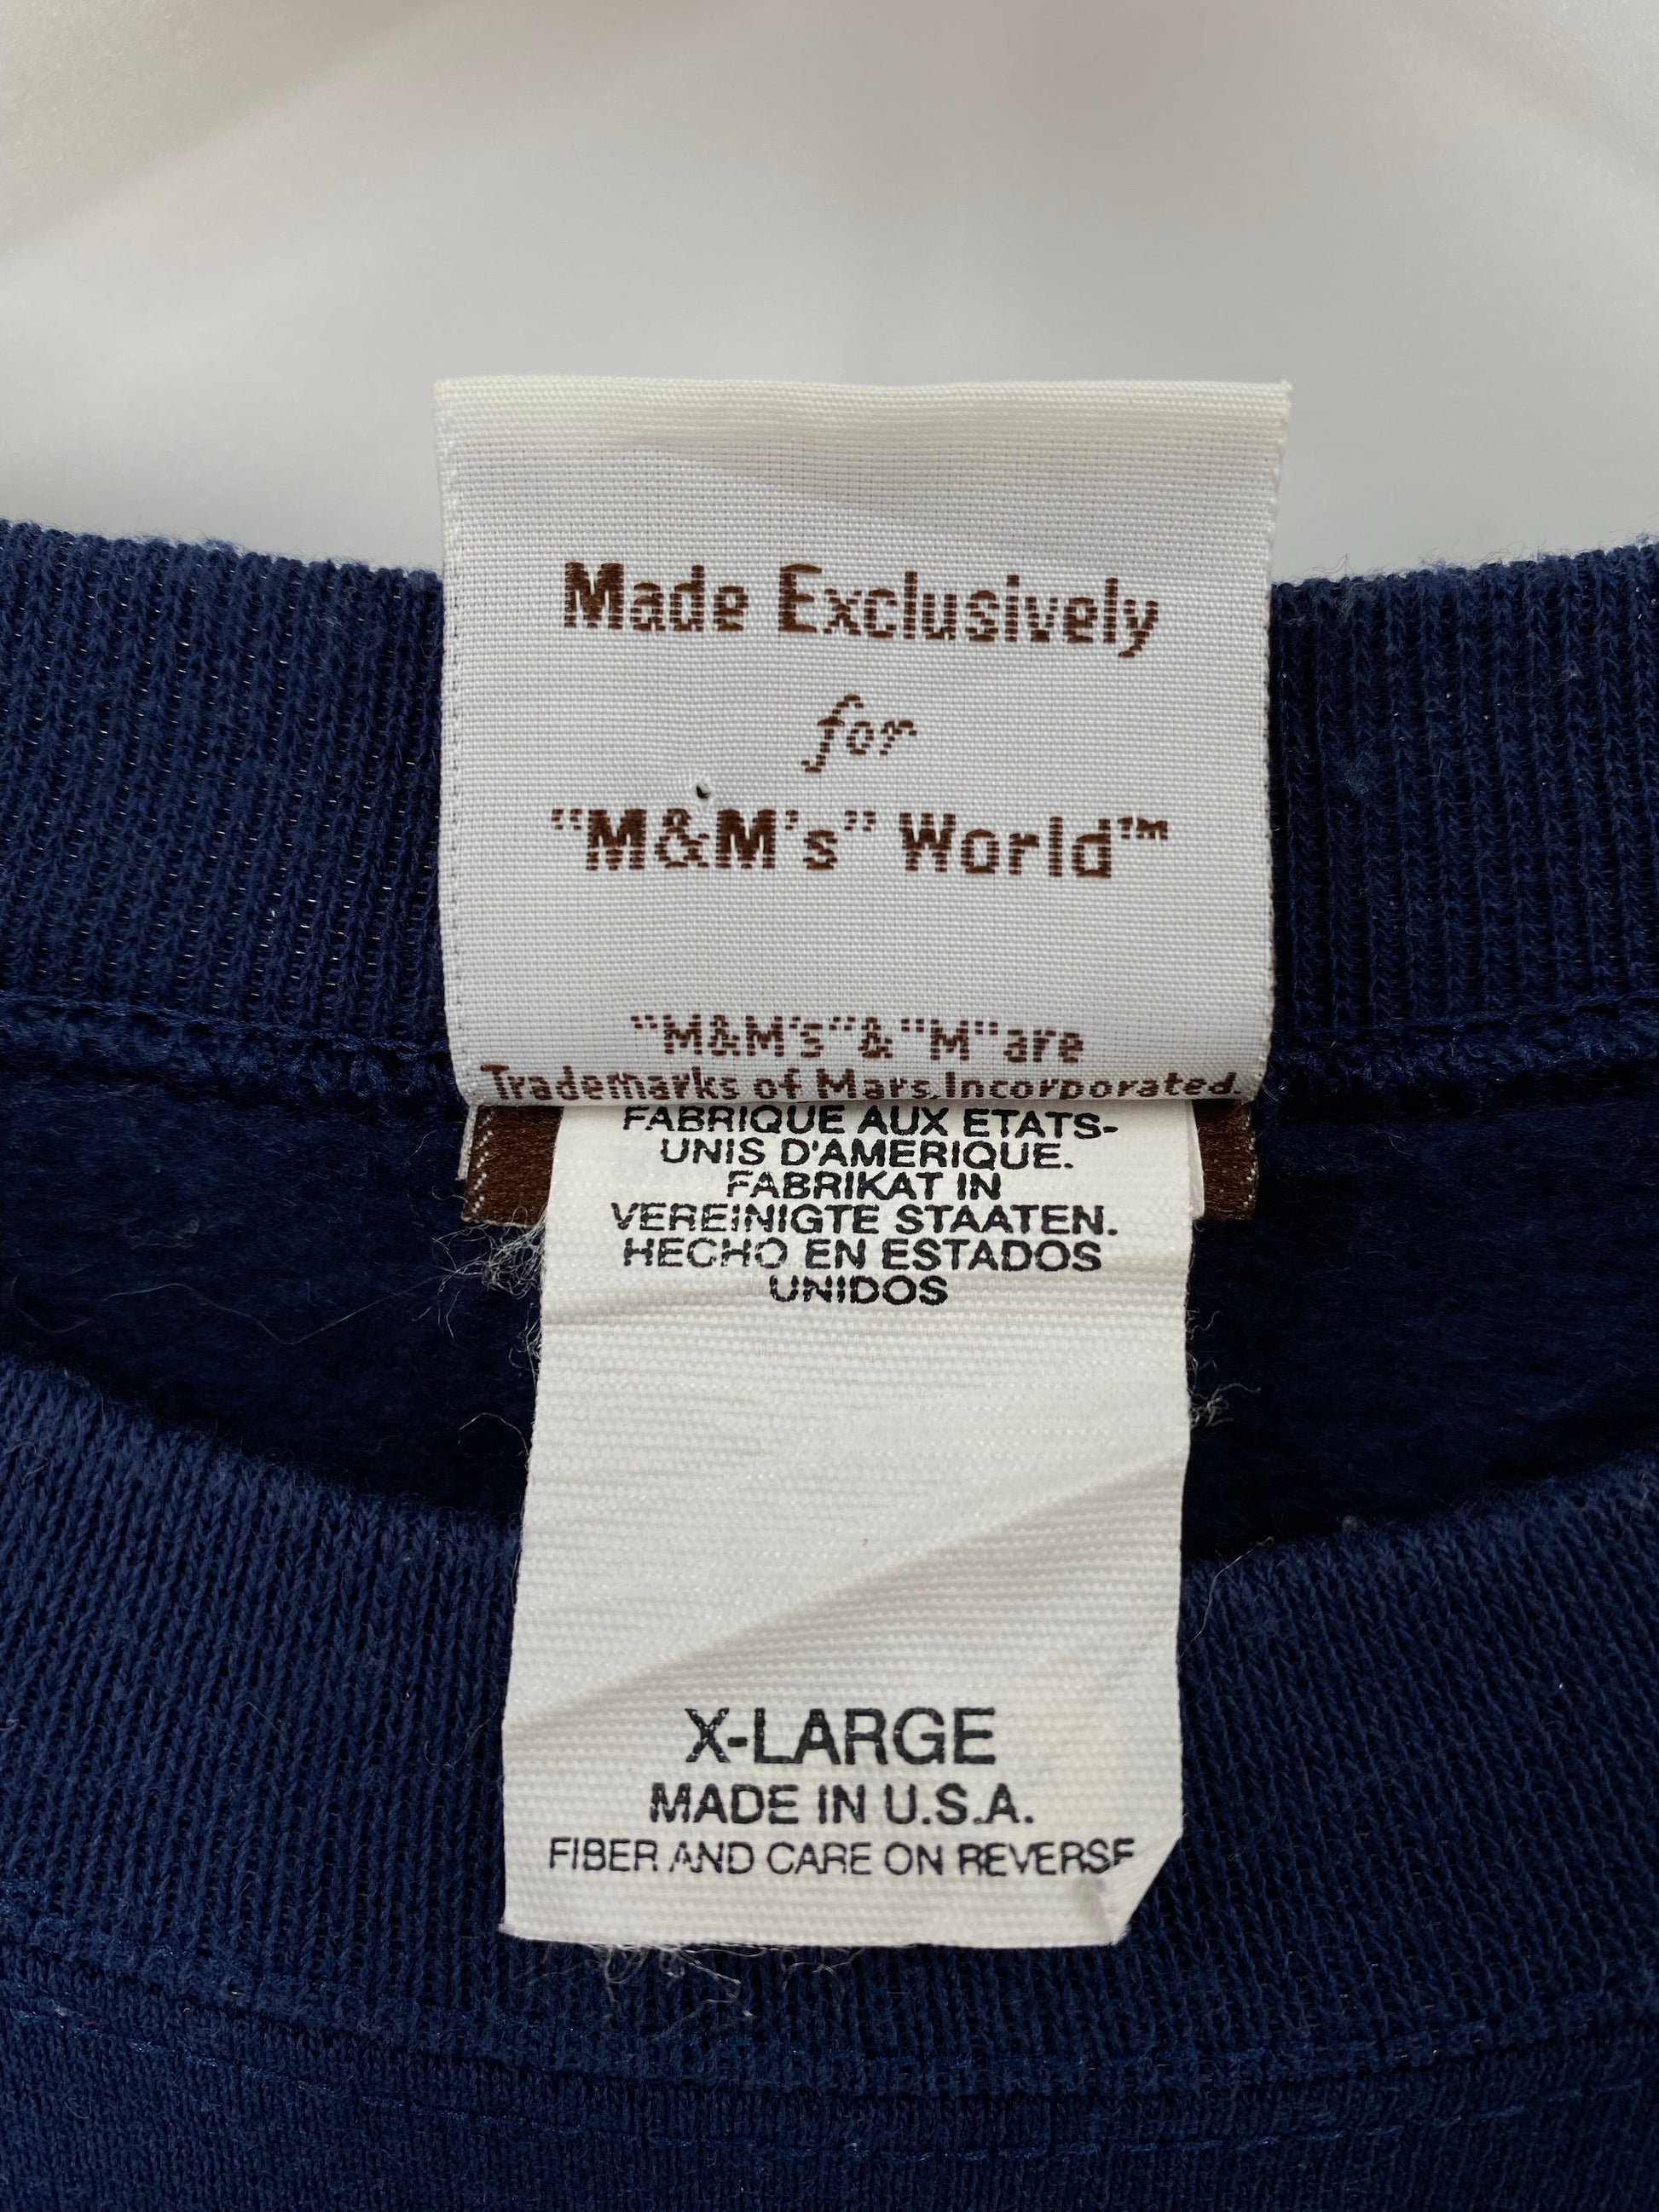 Made Exclusively
for
"M&M's" World™
"M&M's"&"M"are
Trademarks of Mars, Incorporated.
FABRIQUE AUX ETATS-
UNIS D'AMERIQUE.
FABRIKAT IN
VEREINIGTE STAATEN.
HECHO EN ESTADOS
UNIDOS
X-LARGE
MADE IN U.S.A.
FIBER AND CARE ON REVERSE